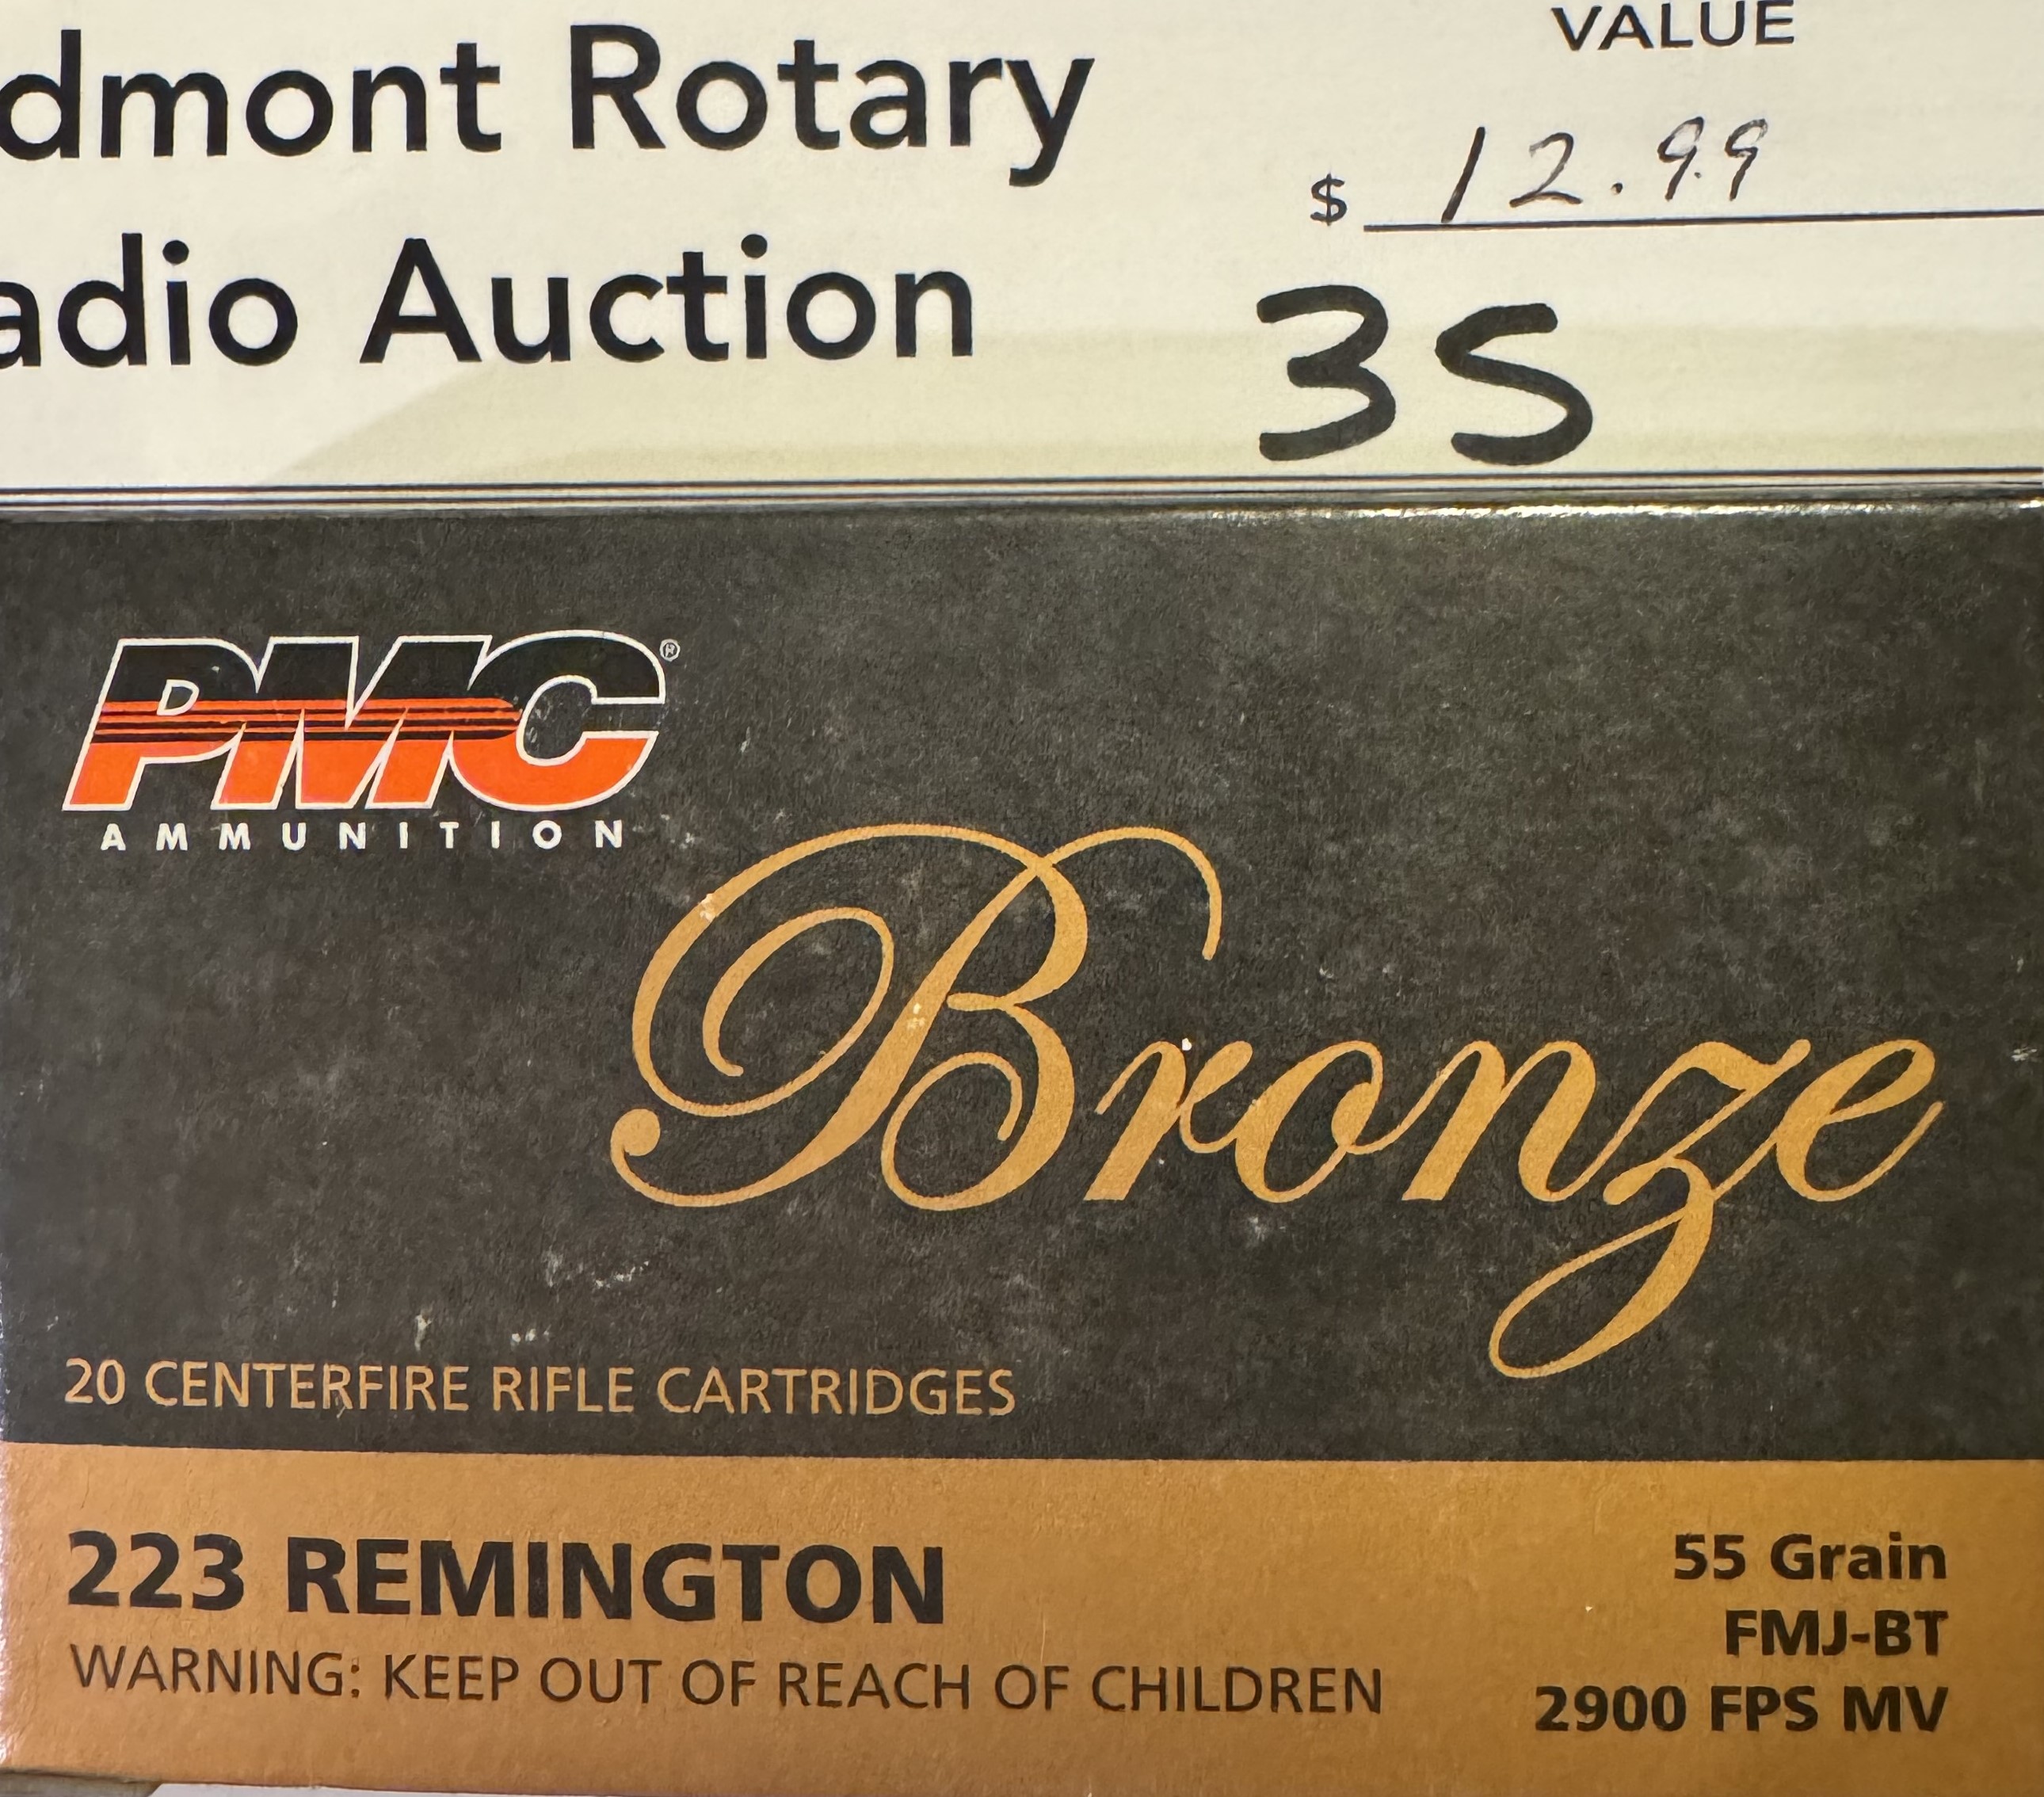 dmont Rotary
adio Auction
VALUE
$ 12.99
35
PMC®
AMMUNITION
Bronze
20 CENTERFIRE RIFLE CARTRIDGES
223 REMINGTON
WARNING: KEEP OUT OF REACH OF CHILDREN
55 Grain
FMJ-BT
2900 FPS MV